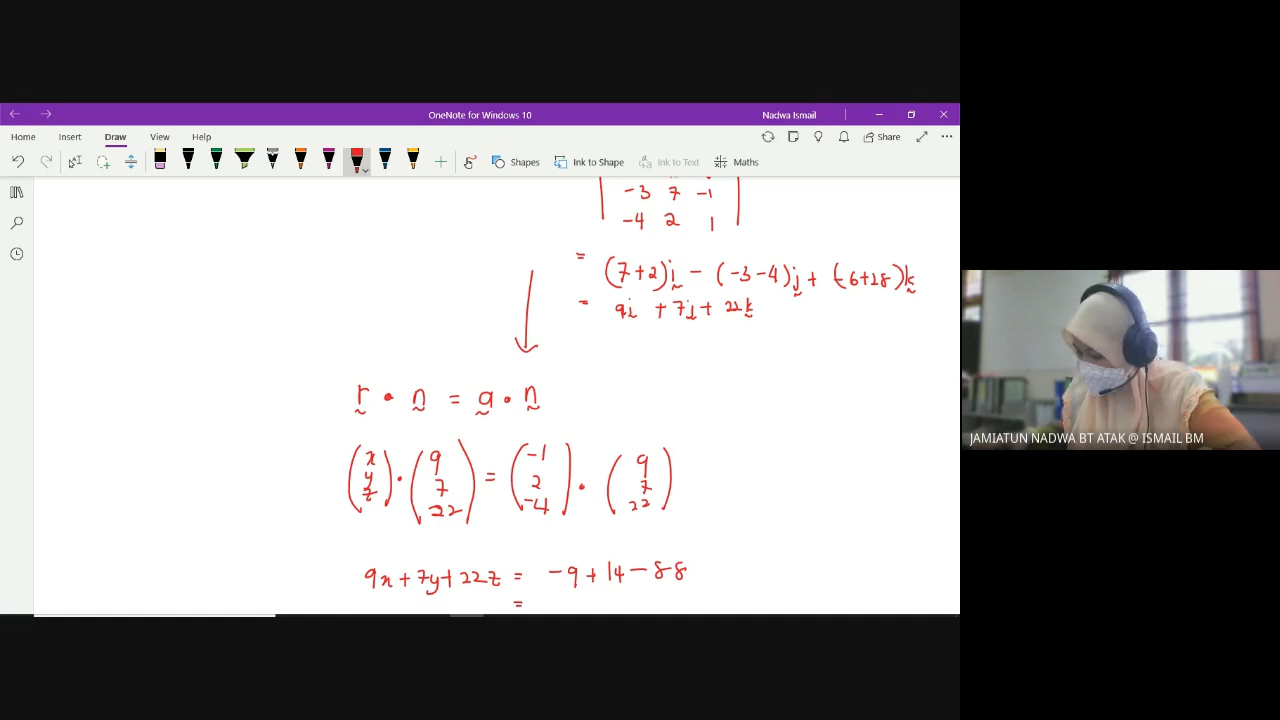 OneNote for Windows 10
Nadwa Ismail
Home Insert Draw View Help
Share
Shapes Ink to Shape Ink to Text Maths
-3 7 -1
-4 2 1
= (7+2)i - (-3-4)j + (-6+28)k
= 9i + 7j + 22k
r • n = a • n
(x y z) • (9 7 22) = (-1 2 -4) • (9 7 22)
9x + 7y + 22z = -9 + 14 - 88
=
JAMIATUN NADWA BT ATAK @ ISMAIL BM